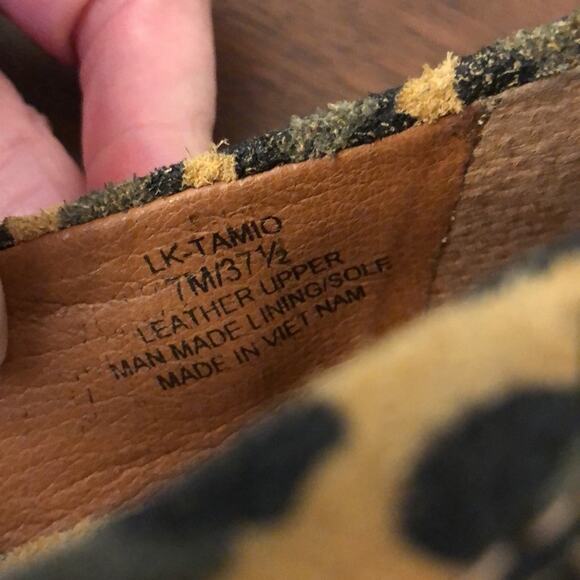 LK-TAMIO
7M/37½
LEATHER UPPER
MAN MADE LINING/SOLE
MADE IN VIET NAM